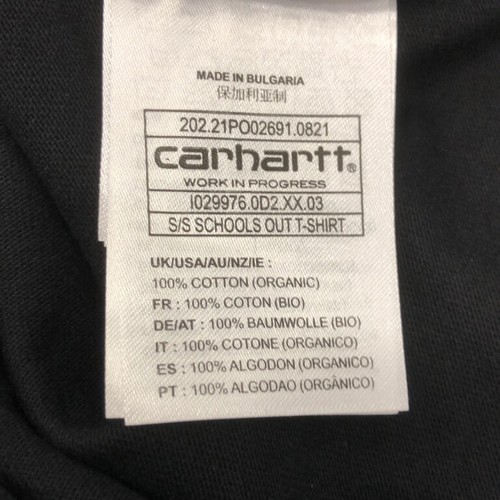 MADE IN BULGARIA
保加利亚制
202.21PO02691.0821
carhartt®
WORK IN PROGRESS
I029976.0D2.XX.03
S/S SCHOOLS OUT T-SHIRT
UK/USA/AU/NZ/IE :
100% COTTON (ORGANIC)
FR : 100% COTON (BIO)
DE/AT : 100% BAUMWOLLE (BIO)
IT : 100% COTONE (ORGANICO)
ES : 100% ALGODON (ORGANICO)
PT : 100% ALGODAO (ORGÂNICO)